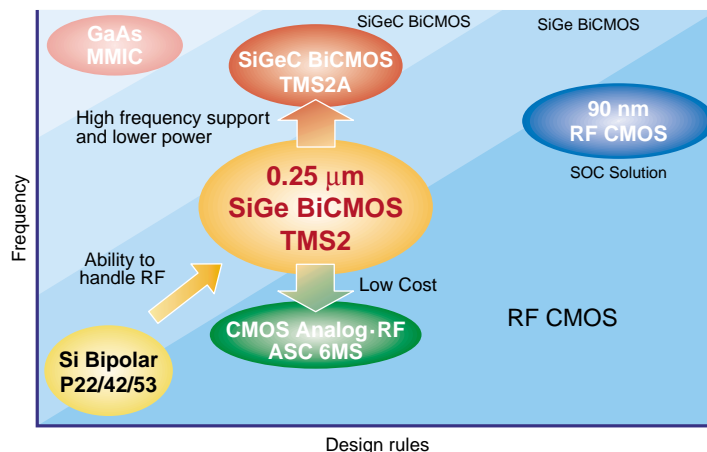 SiGeC BiCMOS
SiGe BiCMOS
GaAs
MMIC
SiGeC BiCMOS
TMS2A
High frequency support
and lower power
90 nm
RF CMOS
SOC Solution
0.25 μm
SiGe BiCMOS
TMS2
Frequency
Ability to
handle RF
Low Cost
CMOS Analog·RF
ASC 6MS
RF CMOS
Si Bipolar
P22/42/53
Design rules